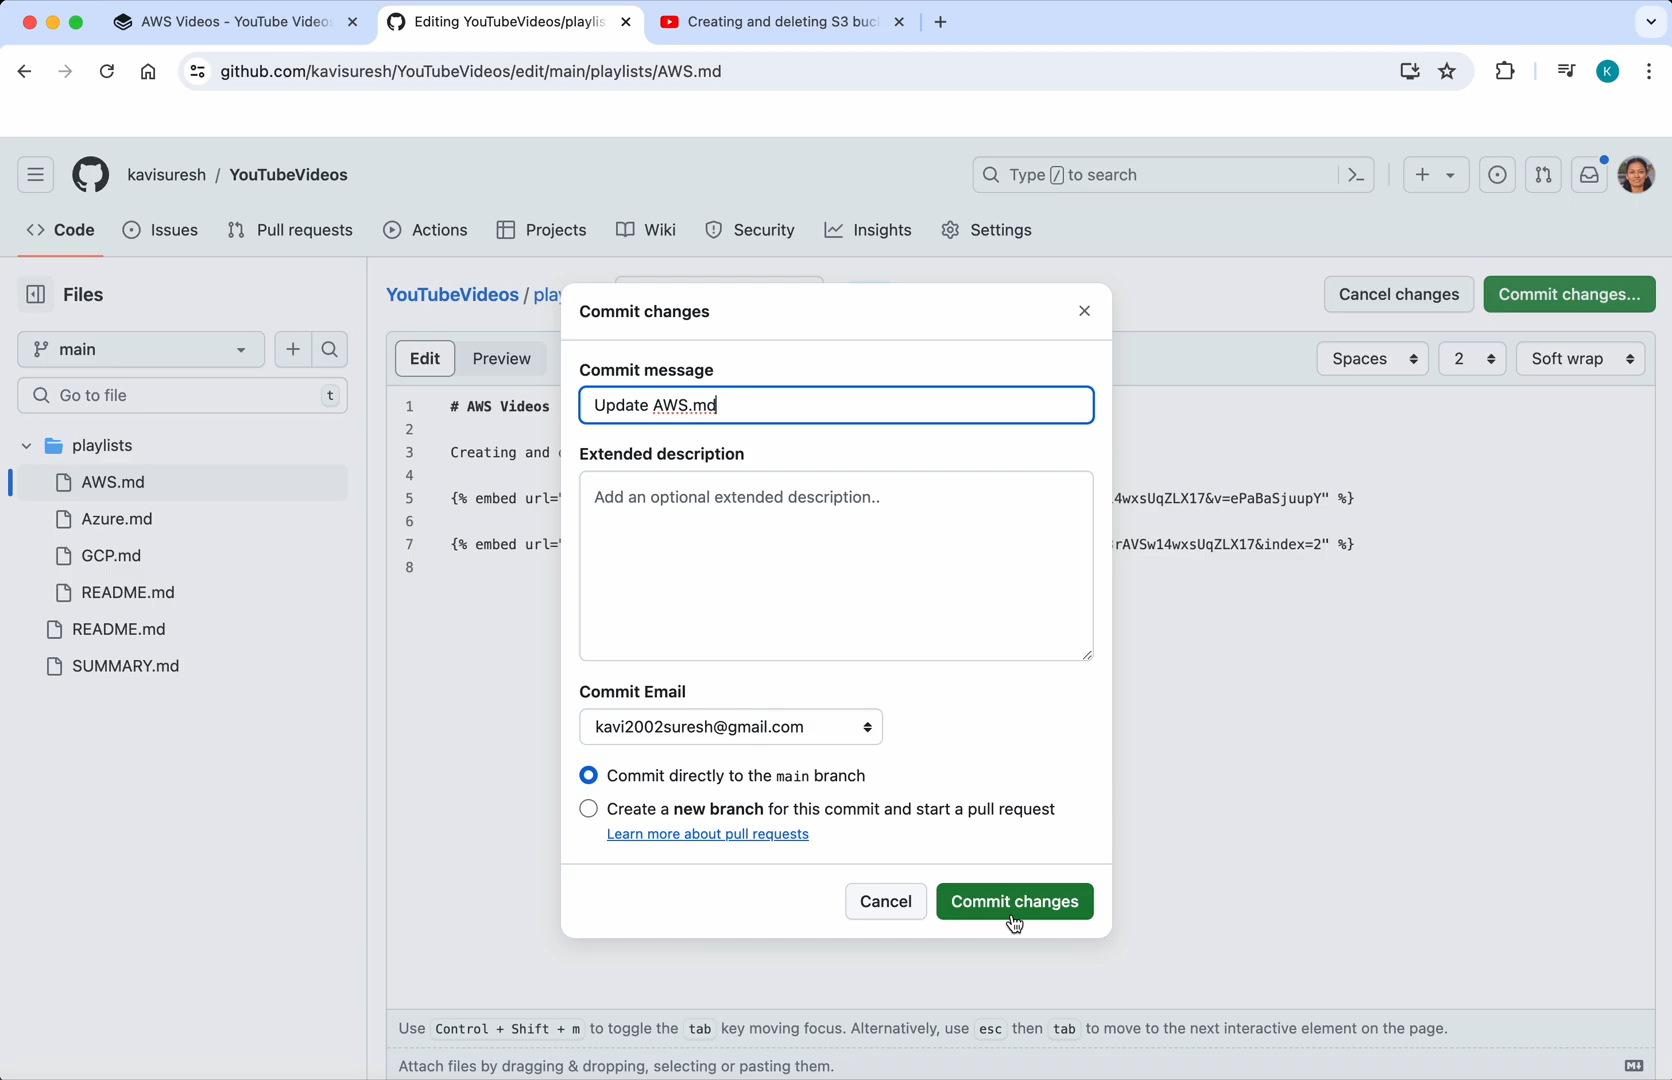 AWS Videos - YouTube Video
Editing YouTubeVideos/playlis
Creating and deleting S3 buc
github.com/kavisuresh/YouTubeVideos/edit/main/playlists/AWS.md
K
kavisuresh / YouTubeVideos
Type / to search
Code
Issues
Pull requests
Actions
Projects
Wiki
Security
Insights
Settings
Files
main
Go to file
t
playlists
AWS.md
Azure.md
GCP.md
README.md
README.md
SUMMARY.md
YouTubeVideos / play
Cancel changes
Commit changes...
Edit
Preview
Spaces
2
Soft wrap
1 # AWS Videos
2
3 Creating and
4
5 {% embed url=" 4wxsUqZLX17&v=ePaBaSjuupY" %}
6
7 {% embed url=" rAVSw14wxsUqZLX17&index=2" %}
8
Commit changes
Commit message
Update AWS.md
Extended description
Add an optional extended description..
Commit Email
kavi2002suresh@gmail.com
Commit directly to the main branch
Create a new branch for this commit and start a pull request
Learn more about pull requests
Cancel
Commit changes
Use Control + Shift + m to toggle the tab key moving focus. Alternatively, use esc then tab to move to the next interactive element on the page.
Attach files by dragging & dropping, selecting or pasting them.